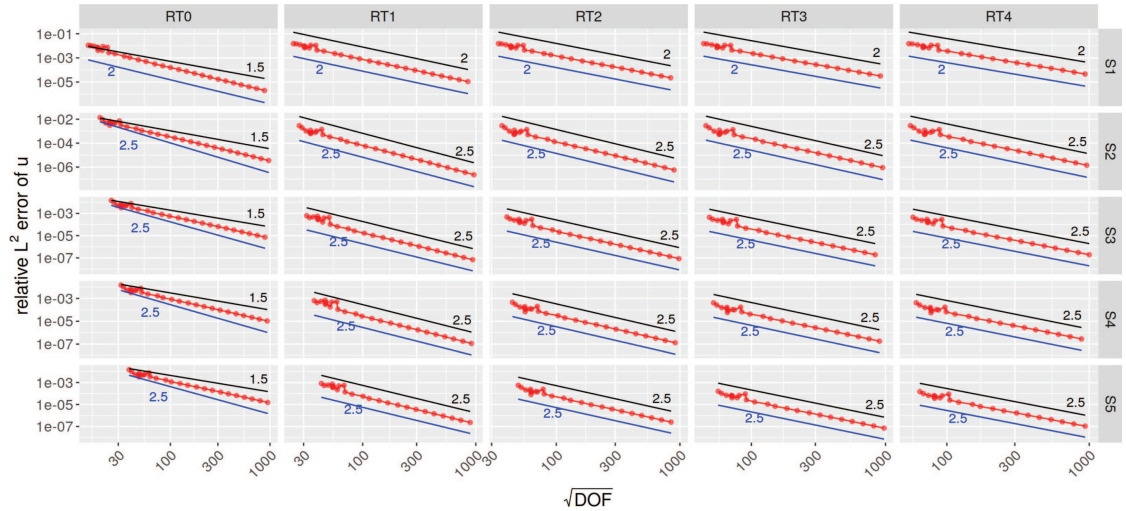 RT0 RT1 RT2 RT3 RT4
1e-01
1e-03
1e-05
1.5 2 2 2 2
2 2 2 2 2
S1
1e-02
1e-04
1e-06
1.5 2.5 2.5 2.5 2.5
2.5 2.5 2.5 2.5 2.5
S2
1e-03
1e-05
1e-07
1.5 2.5 2.5 2.5 2.5
2.5 2.5 2.5 2.5 2.5
S3
1e-03
1e-05
1e-07
1.5 2.5 2.5 2.5 2.5
2.5 2.5 2.5 2.5 2.5
S4
1e-03
1e-05
1e-07
1.5 2.5 2.5 2.5 2.5
2.5 2.5 2.5 2.5 2.5
S5
relative L² error of u
30 100 300 1000 30 100 300 1000 30 100 300 1000 100 300 1000 100 300 1000
√DOF